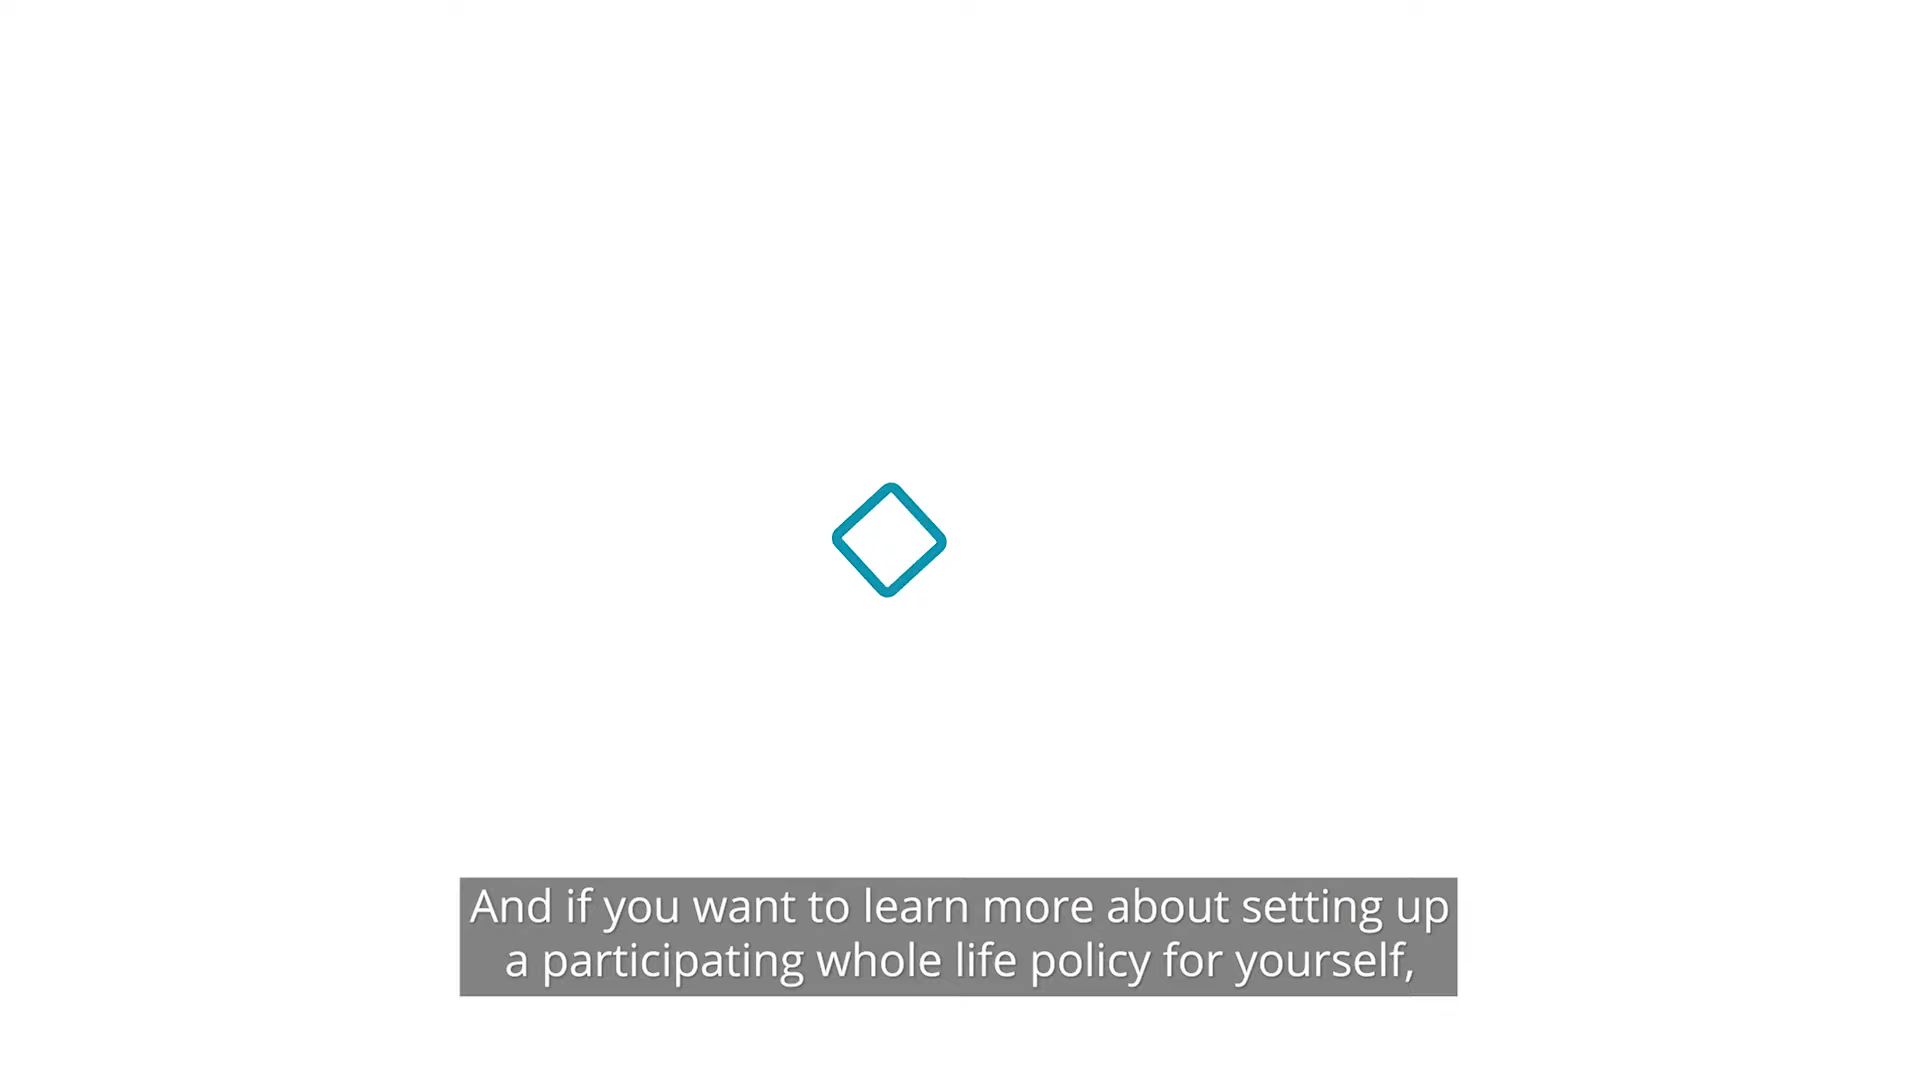 And if you want to learn more about setting up
a participating whole life policy for yourself,